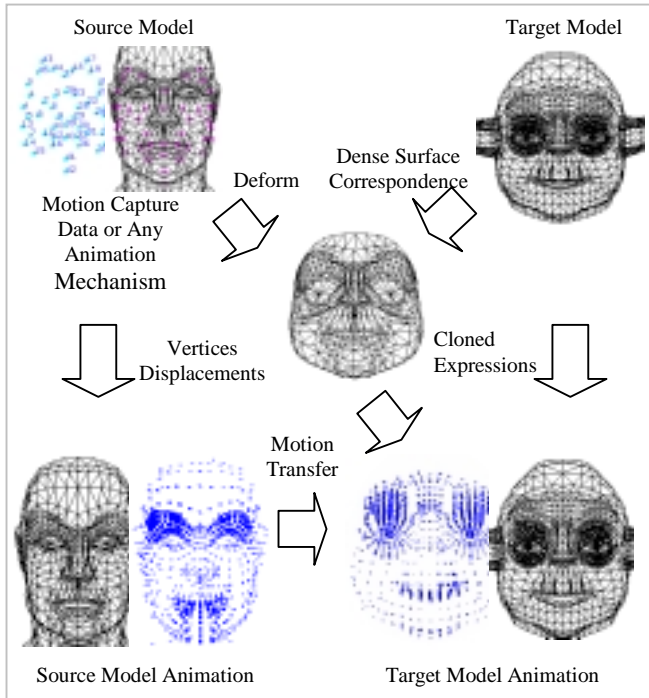 Source Model
Target Model
Deform
Dense Surface
Correspondence
Motion Capture
Data or Any
Animation
Mechanism
Vertices
Displacements
Cloned
Expressions
Motion
Transfer
Source Model Animation
Target Model Animation